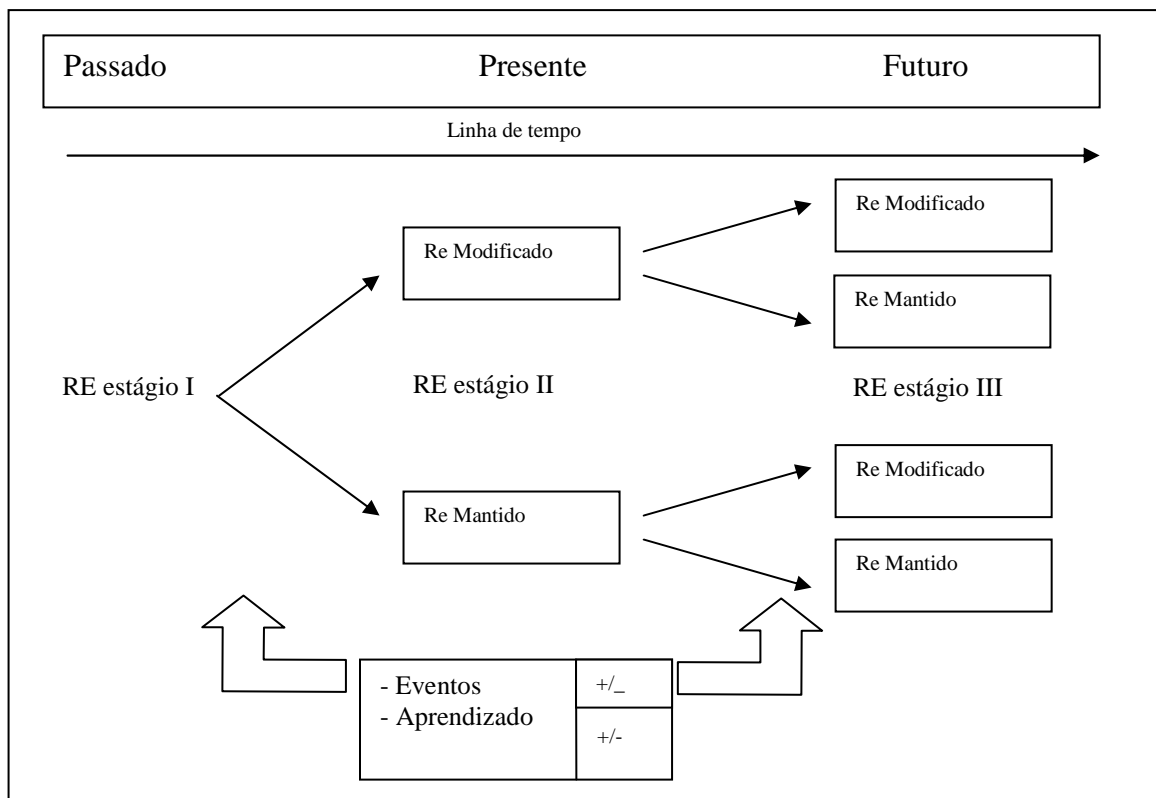 Passado Presente Futuro
Linha de tempo
Re Modificado
Re Modificado
Re Mantido
RE estágio I RE estágio II RE estágio III
Re Modificado
Re Mantido
Re Mantido
- Eventos +/_
- Aprendizado +/-